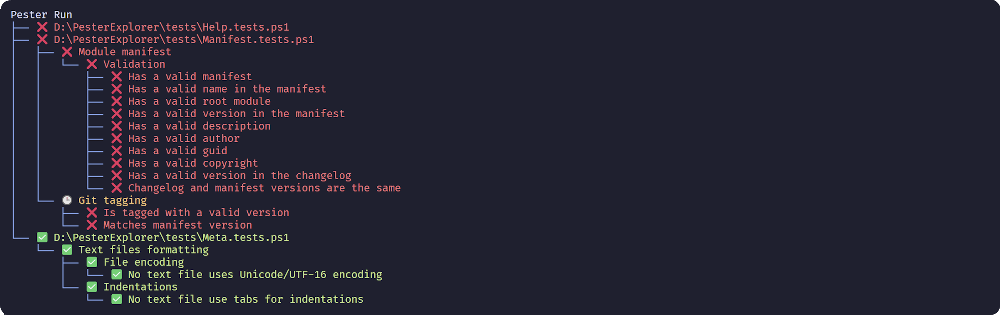 Pester Run
├── ❌ D:\PesterExplorer\tests\Help.tests.ps1
├── ❌ D:\PesterExplorer\tests\Manifest.tests.ps1
│   ├── ❌ Module manifest
│   │   └── ❌ Validation
│   │       ├── ❌ Has a valid manifest
│   │       ├── ❌ Has a valid name in the manifest
│   │       ├── ❌ Has a valid root module
│   │       ├── ❌ Has a valid version in the manifest
│   │       ├── ❌ Has a valid description
│   │       ├── ❌ Has a valid author
│   │       ├── ❌ Has a valid guid
│   │       ├── ❌ Has a valid copyright
│   │       ├── ❌ Has a valid version in the changelog
│   │       └── ❌ Changelog and manifest versions are the same
│   └── 🕒 Git tagging
│       ├── ❌ Is tagged with a valid version
│       └── ❌ Matches manifest version
└── ✅ D:\PesterExplorer\tests\Meta.tests.ps1
    └── ✅ Text files formatting
        ├── ✅ File encoding
        │   └── ✅ No text file uses Unicode/UTF-16 encoding
        └── ✅ Indentations
            └── ✅ No text file use tabs for indentations